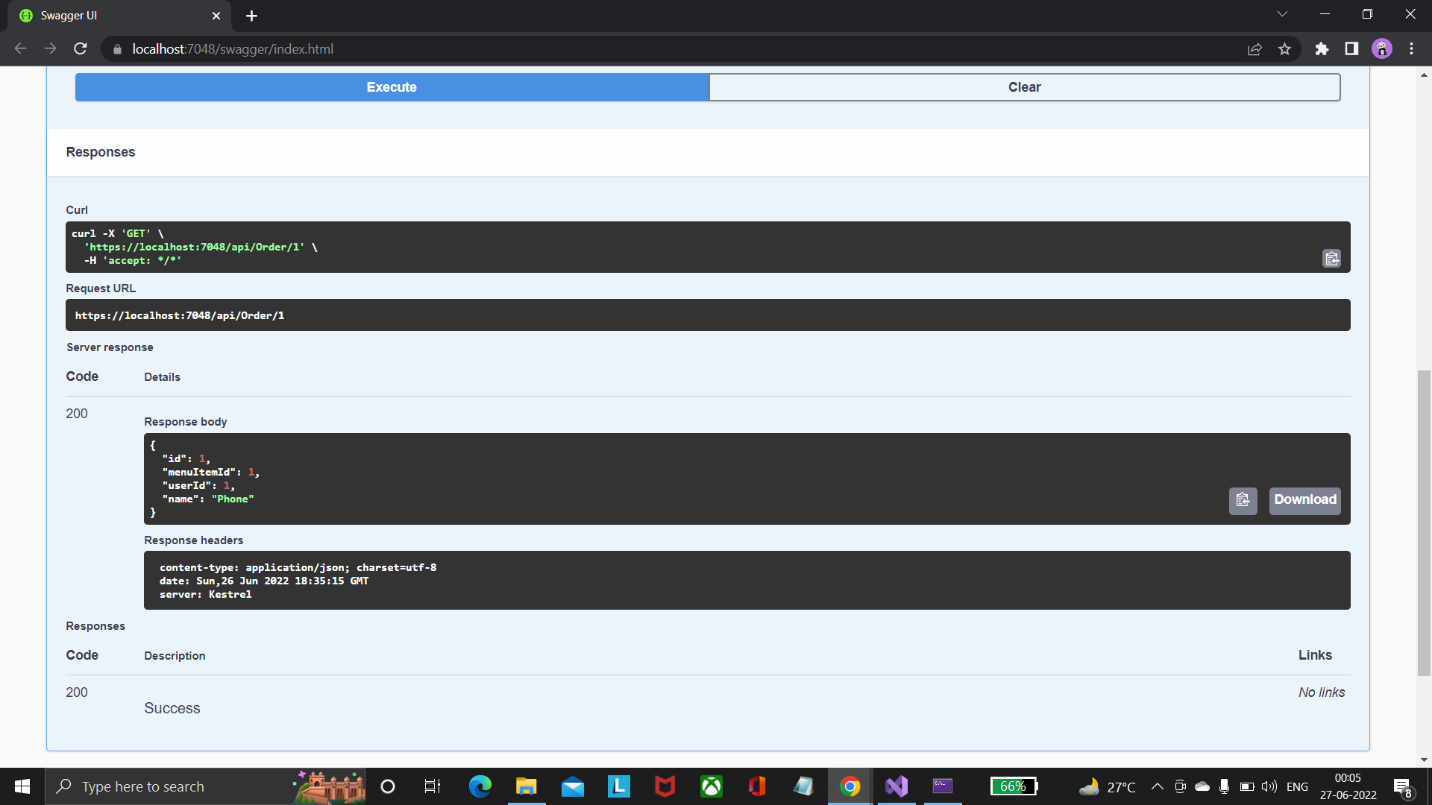 Swagger UI
localhost:7048/swagger/index.html
Execute
Clear
Responses
Curl
curl -X 'GET' \
'https://localhost:7048/api/Order/1' \
-H 'accept: */*'
Request URL
https://localhost:7048/api/Order/1
Server response
Code Details
200
Response body
{
"id": 1,
"menuItemId": 1,
"userId": 1,
"name": "Phone"
}
Download
Response headers
content-type: application/json; charset=utf-8
date: Sun,26 Jun 2022 18:35:15 GMT
server: Kestrel
Responses
Code Description Links
200 No links
Success
Type here to search
L
66%
27°C
ENG
00:05
27-06-2022
8